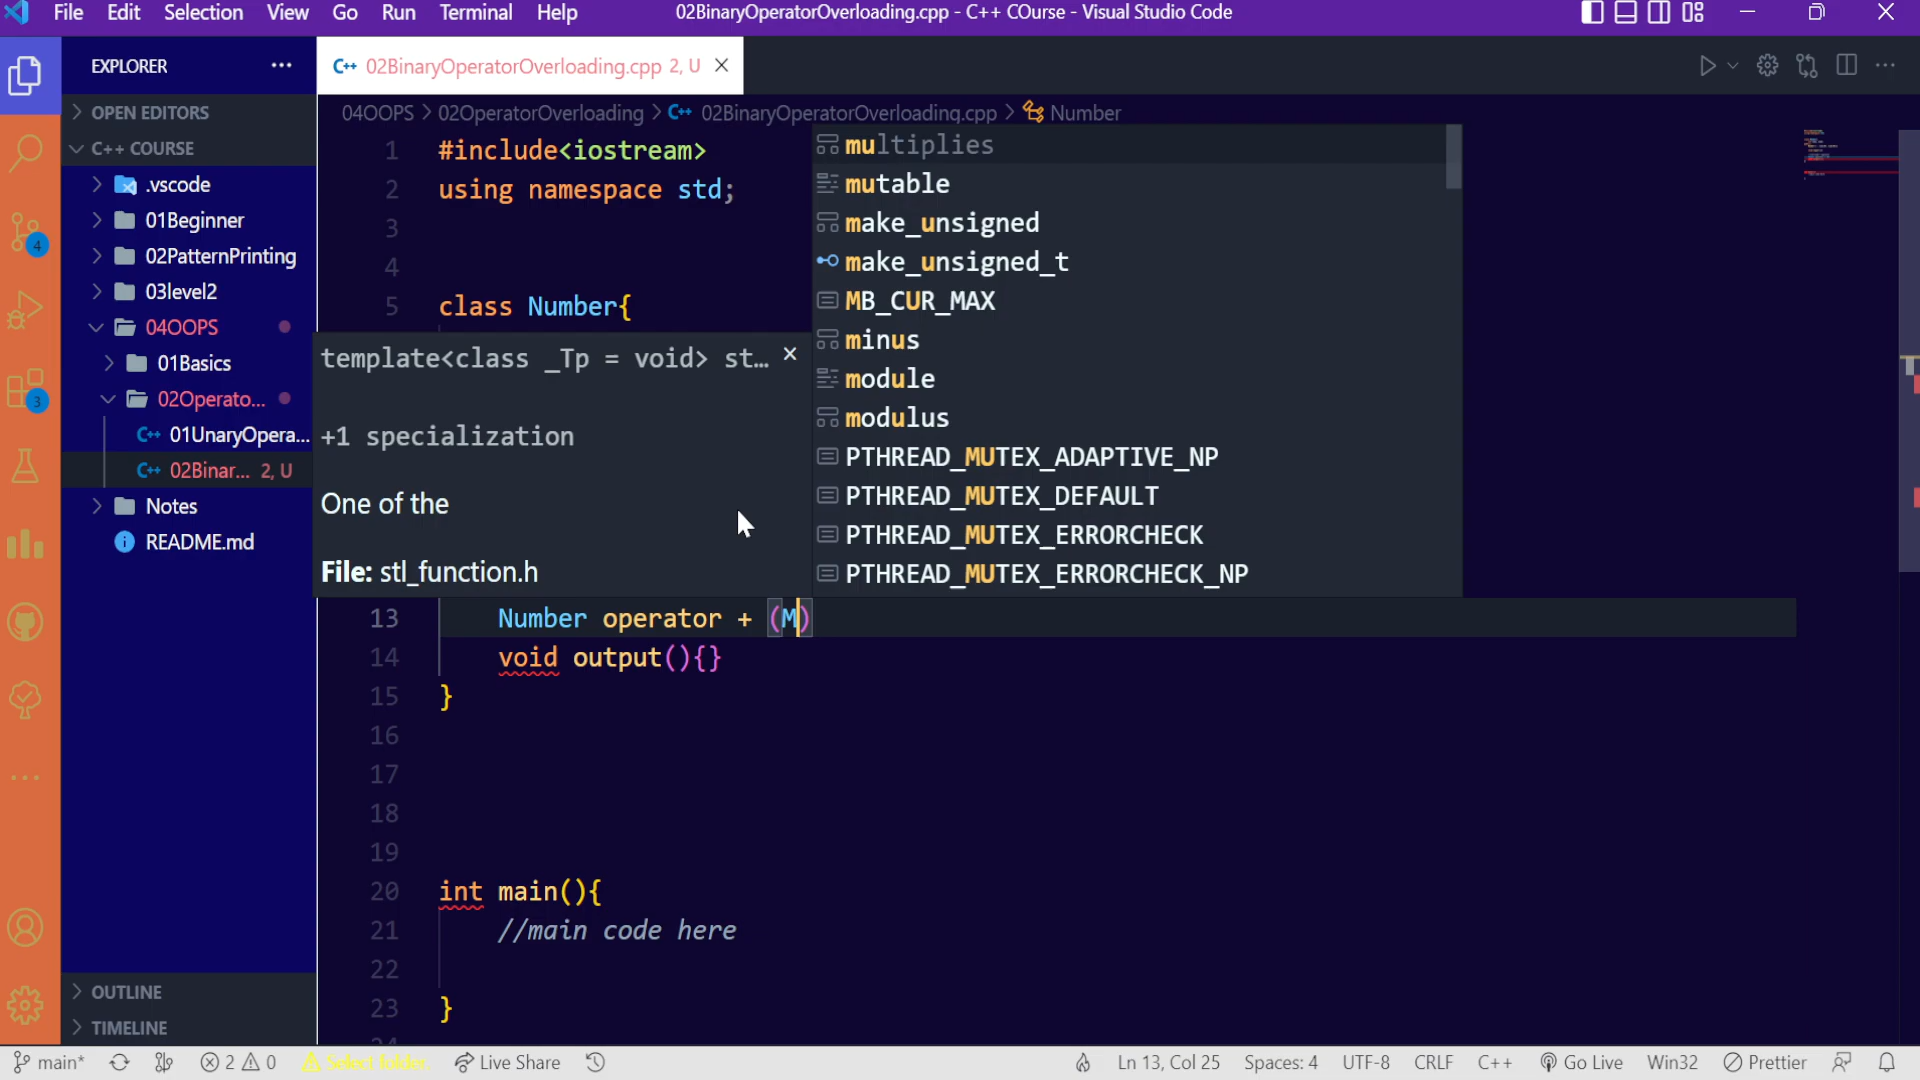 File Edit Selection View Go Run Terminal Help 02BinaryOperatorOverloading.cpp - C++ COurse - Visual Studio Code
EXPLORER ··· C++ 02BinaryOperatorOverloading.cpp 2, U
OPEN EDITORS
04OOPS > 02OperatorOverloading > C++ 02BinaryOperatorOverloading.cpp > Number
C++ COURSE
.vscode
01Beginner
02PatternPrinting
03level2
04OOPS
01Basics
02Operato...
C++ 01UnaryOpera...
C++ 02Binar... 2, U
Notes
README.md
OUTLINE
TIMELINE
1 #include<iostream>
2 using namespace std;
3
4
5 class Number{
template<class _Tp = void> st...
+1 specialization
One of the
File: stl_function.h
multiplies
mutable
make_unsigned
make_unsigned_t
MB_CUR_MAX
minus
module
modulus
PTHREAD_MUTEX_ADAPTIVE_NP
PTHREAD_MUTEX_DEFAULT
PTHREAD_MUTEX_ERRORCHECK
PTHREAD_MUTEX_ERRORCHECK_NP
13 Number operator + (M)
14 void output(){}
15 }
16
17
18
19
20 int main(){
21 //main code here
22
23 }
main* 2 0 Select folder. Live Share Ln 13, Col 25 Spaces: 4 UTF-8 CRLF C++ Go Live Win32 Prettier
4
3